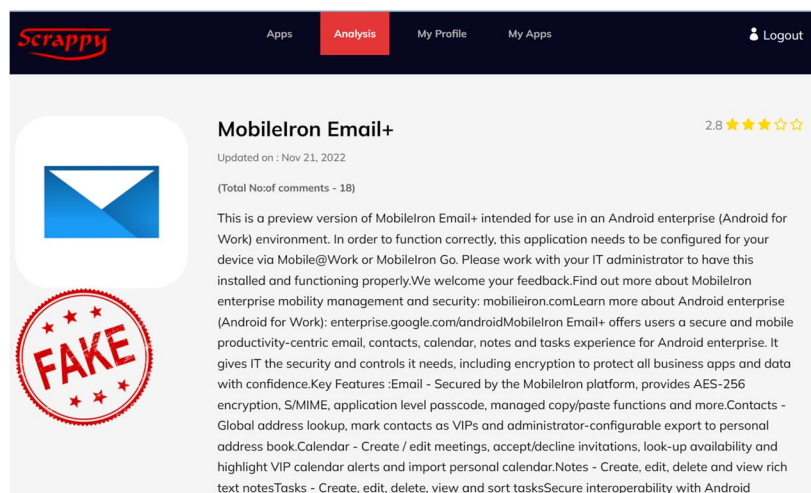 Scrappy
Apps Analysis My Profile My Apps Logout
MobileIron Email+
2.8
Updated on : Nov 21, 2022
(Total No:of comments - 18)
This is a preview version of MobileIron Email+ intended for use in an Android enterprise (Android for
Work) environment. In order to function correctly, this application needs to be configured for your
device via Mobile@Work or MobileIron Go. Please work with your IT administrator to have this
installed and functioning properly.We welcome your feedback.Find out more about MobileIron
enterprise mobility management and security: mobilieiron.comLearn more about Android enterprise
(Android for Work): enterprise.google.com/androidMobileIron Email+ offers users a secure and mobile
productivity-centric email, contacts, calendar, notes and tasks experience for Android enterprise. It
gives IT the security and controls it needs, including encryption to protect all business apps and data
with confidence.Key Features :Email - Secured by the MobileIron platform, provides AES-256
encryption, S/MIME, application level passcode, managed copy/paste functions and more.Contacts -
Global address lookup, mark contacts as VIPs and administrator-configurable export to personal
address book.Calendar - Create / edit meetings, accept/decline invitations, look-up availability and
highlight VIP calendar alerts and import personal calendar.Notes - Create, edit, delete and view rich
text notesTasks - Create, edit, delete, view and sort tasksSecure interoperability with Android
FAKE